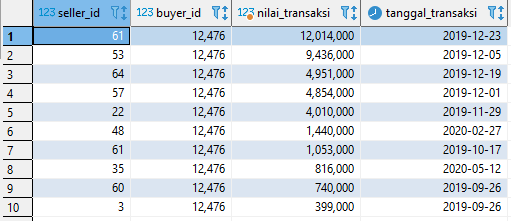 123 seller_id 123 buyer_id 123 nilai_transaksi tanggal_transaksi
1 61 12,476 12,014,000 2019-12-23
2 53 12,476 9,436,000 2019-12-05
3 64 12,476 4,951,000 2019-12-19
4 57 12,476 4,854,000 2019-12-01
5 22 12,476 4,010,000 2019-11-29
6 48 12,476 1,440,000 2020-02-27
7 61 12,476 1,053,000 2019-10-17
8 35 12,476 816,000 2020-05-12
9 60 12,476 740,000 2019-09-26
10 3 12,476 399,000 2019-09-26